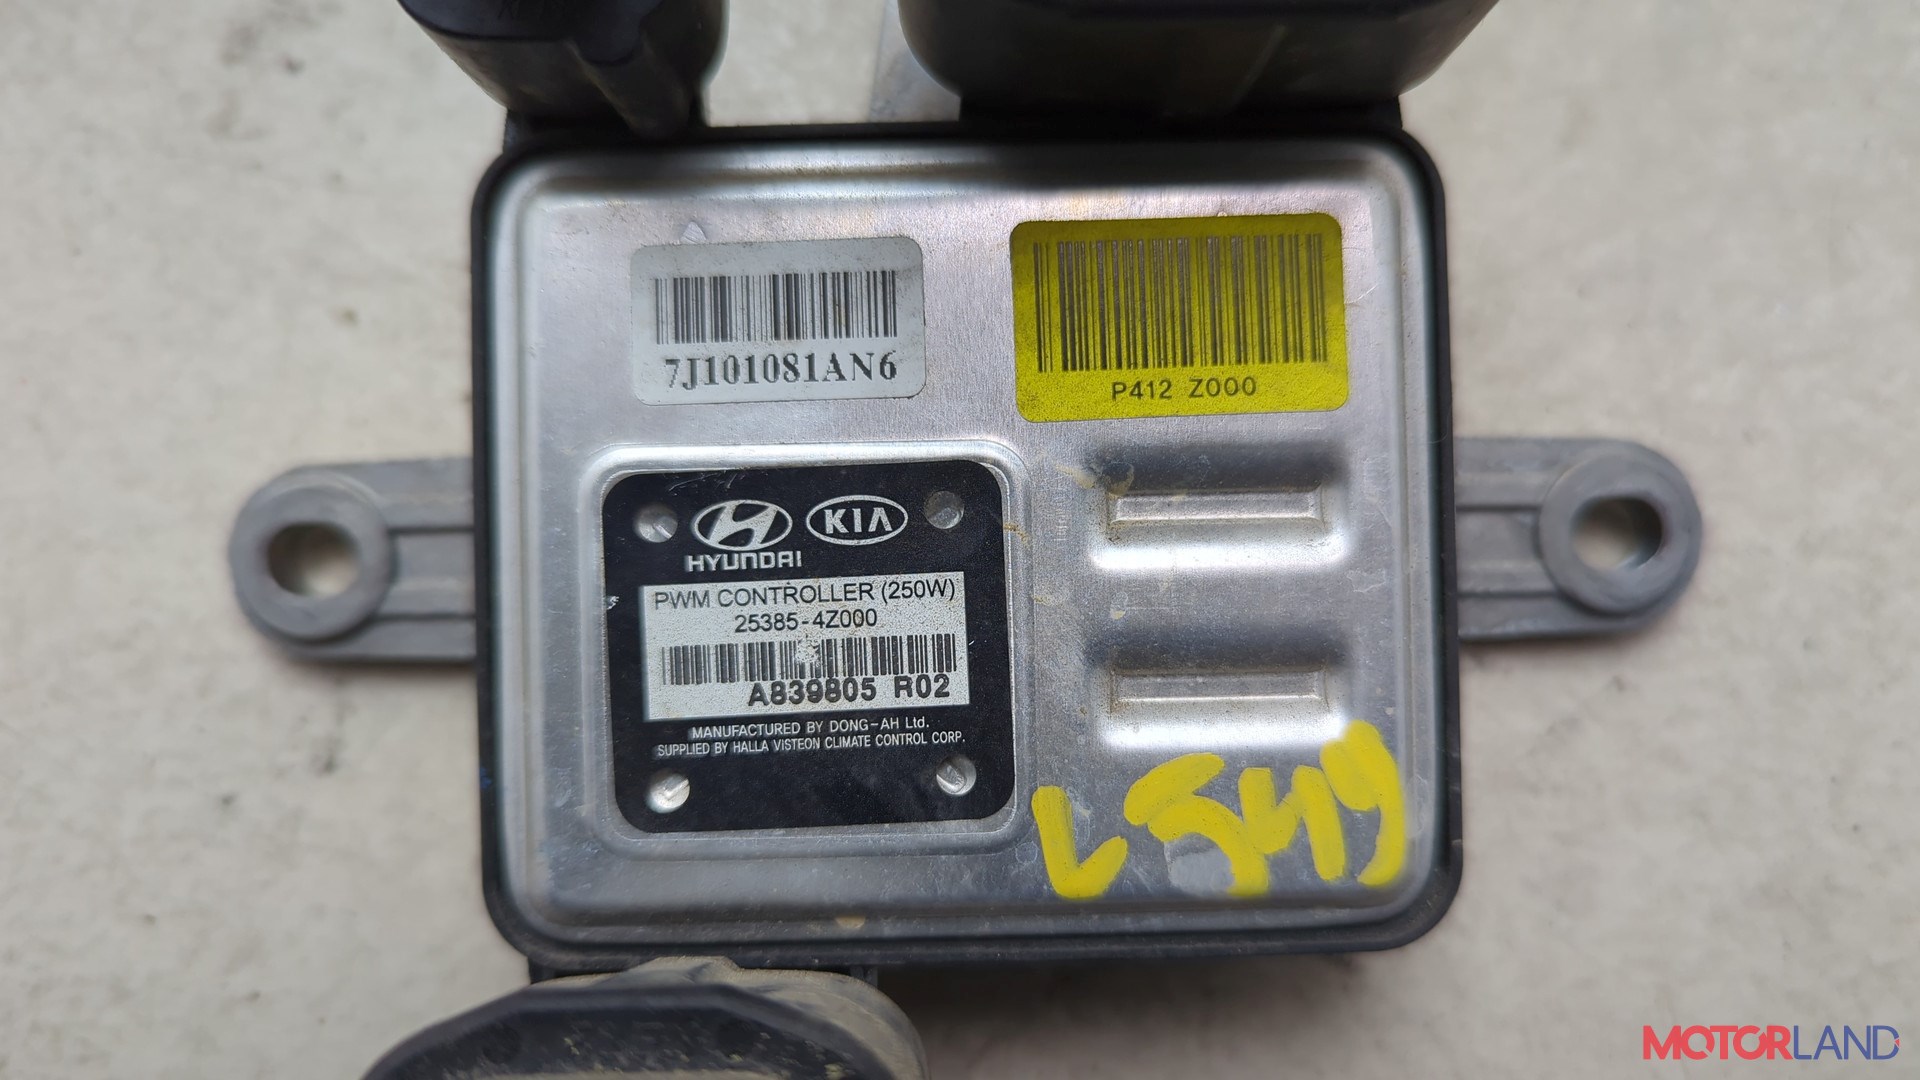 7J101081AN6
P412 Z000
HYUNDAI
KIA
PWM CONTROLLER (250W)
25385-4Z000
A839805 R02
MANUFACTURED BY DONG-AH Ltd.
SUPPLIED BY HALLA VISTEON CLIMATE CONTROL CORP.
L5449
MOTORLAND